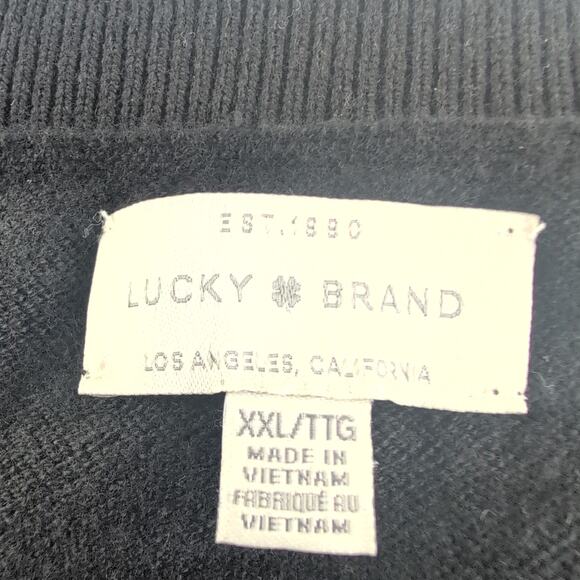 EST.1990
LUCKY BRAND
LOS ANGELES, CALIFORNIA
XXL/TTG
MADE IN
VIETNAM
FABRIQUÉ AU
VIETNAM